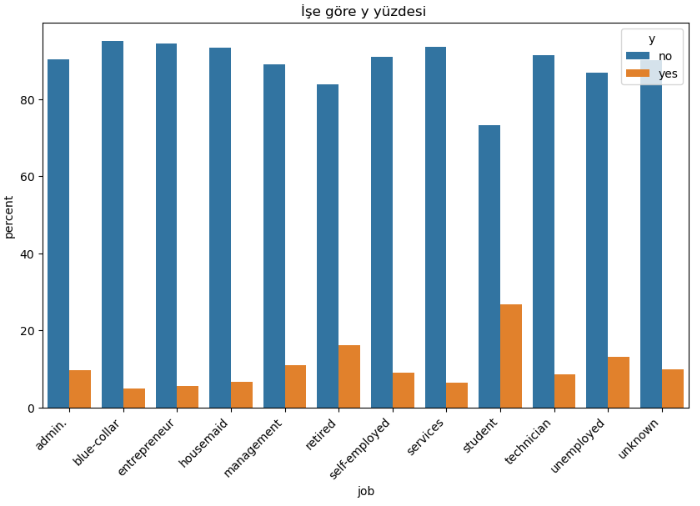 İşe göre y yüzdesi
y
no
yes
percent
80
60
40
20
0
admin.
blue-collar
entrepreneur
housemaid
management
retired
self-employed
services
student
technician
unemployed
unknown
job